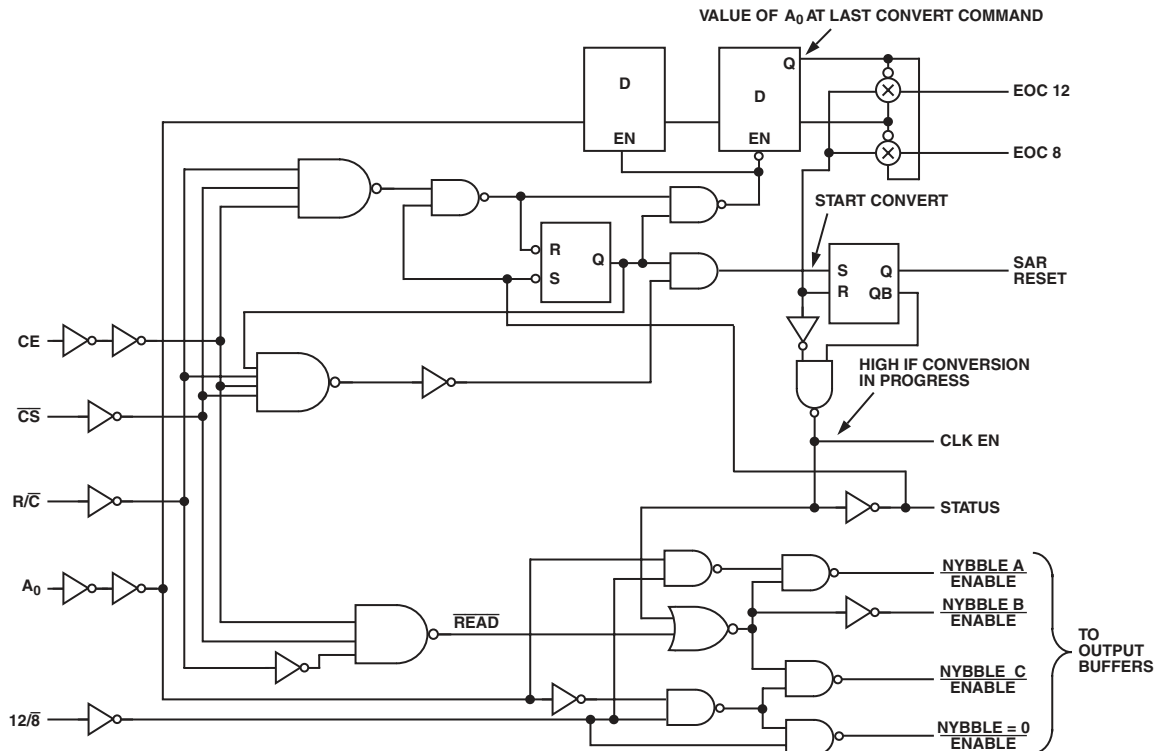 VALUE OF A0 AT LAST CONVERT COMMAND
D
EN
Q
D
EN
EOC 12
EOC 8
START CONVERT
R
S
Q
S
R
Q
QB
SAR
RESET
CE
CS
R/C
A0
12/8
HIGH IF CONVERSION
IN PROGRESS
CLK EN
STATUS
READ
NYBBLE A
ENABLE
NYBBLE B
ENABLE
NYBBLE C
ENABLE
NYBBLE = 0
ENABLE
TO
OUTPUT
BUFFERS